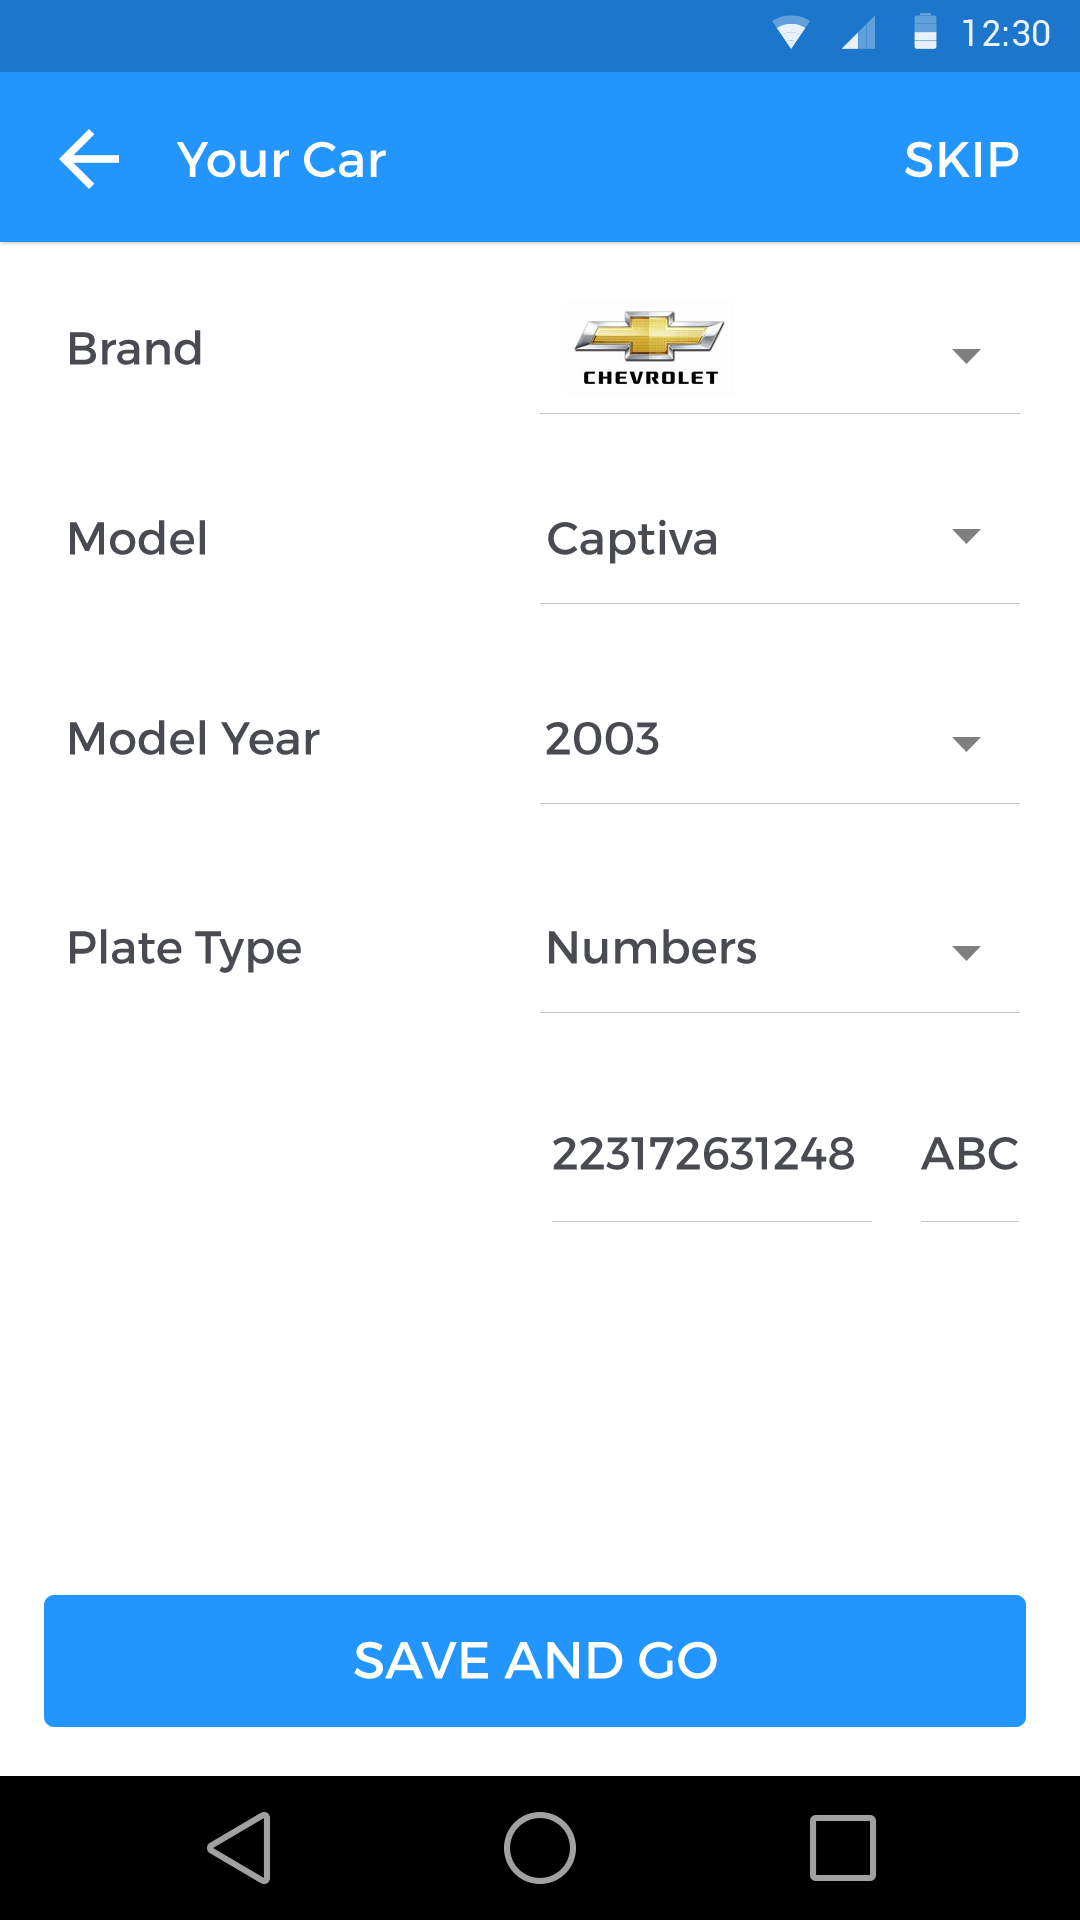 12:30
Your Car SKIP
Brand CHEVROLET
Model Captiva
Model Year 2003
Plate Type Numbers
223172631248 ABC
SAVE AND GO